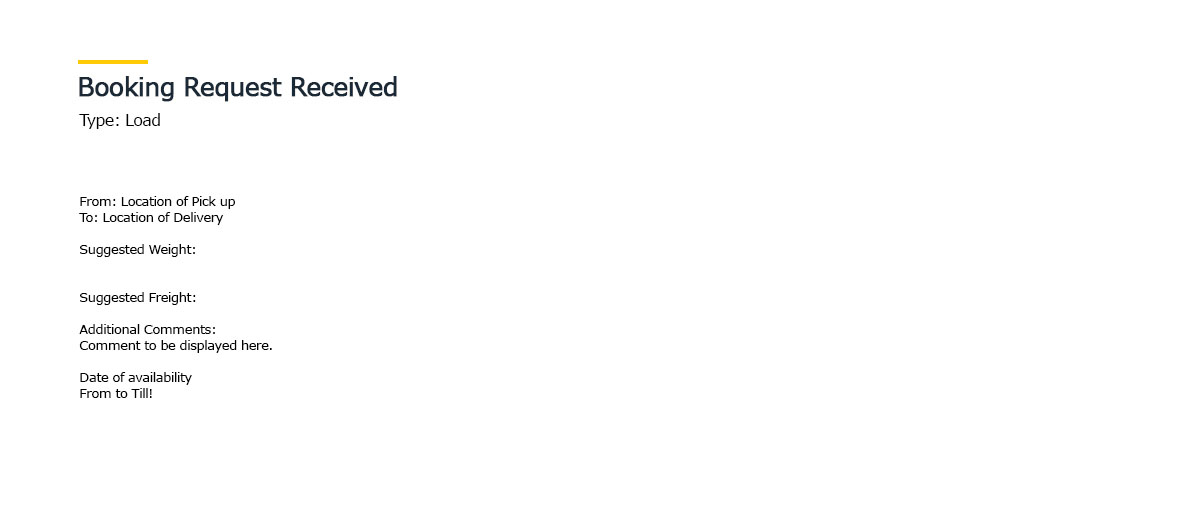 Booking Request Received
Type: Load
From: Location of Pick up
To: Location of Delivery
Suggested Weight:
Suggested Freight:
Additional Comments:
Comment to be displayed here.
Date of availability
From to Till!